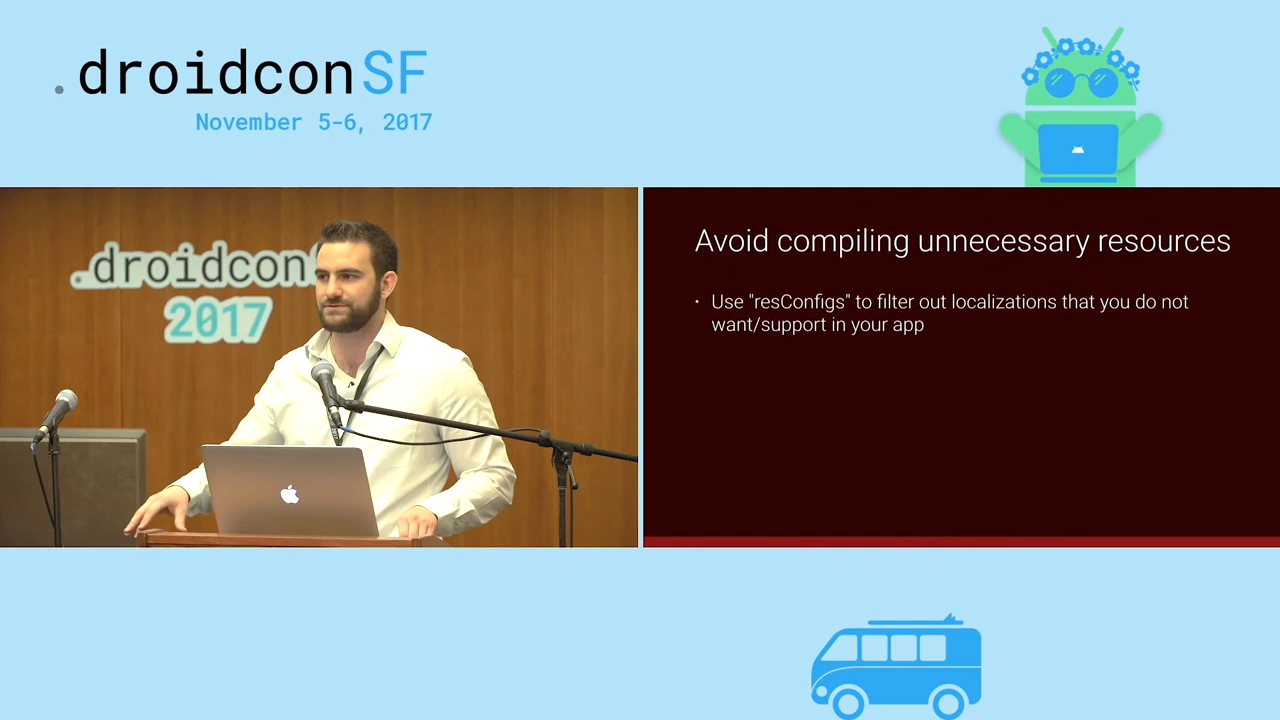 .droidconSF
November 5-6, 2017
.droidcon
2017
Avoid compiling unnecessary resources
· Use "resConfigs" to filter out localizations that you do not
want/support in your app